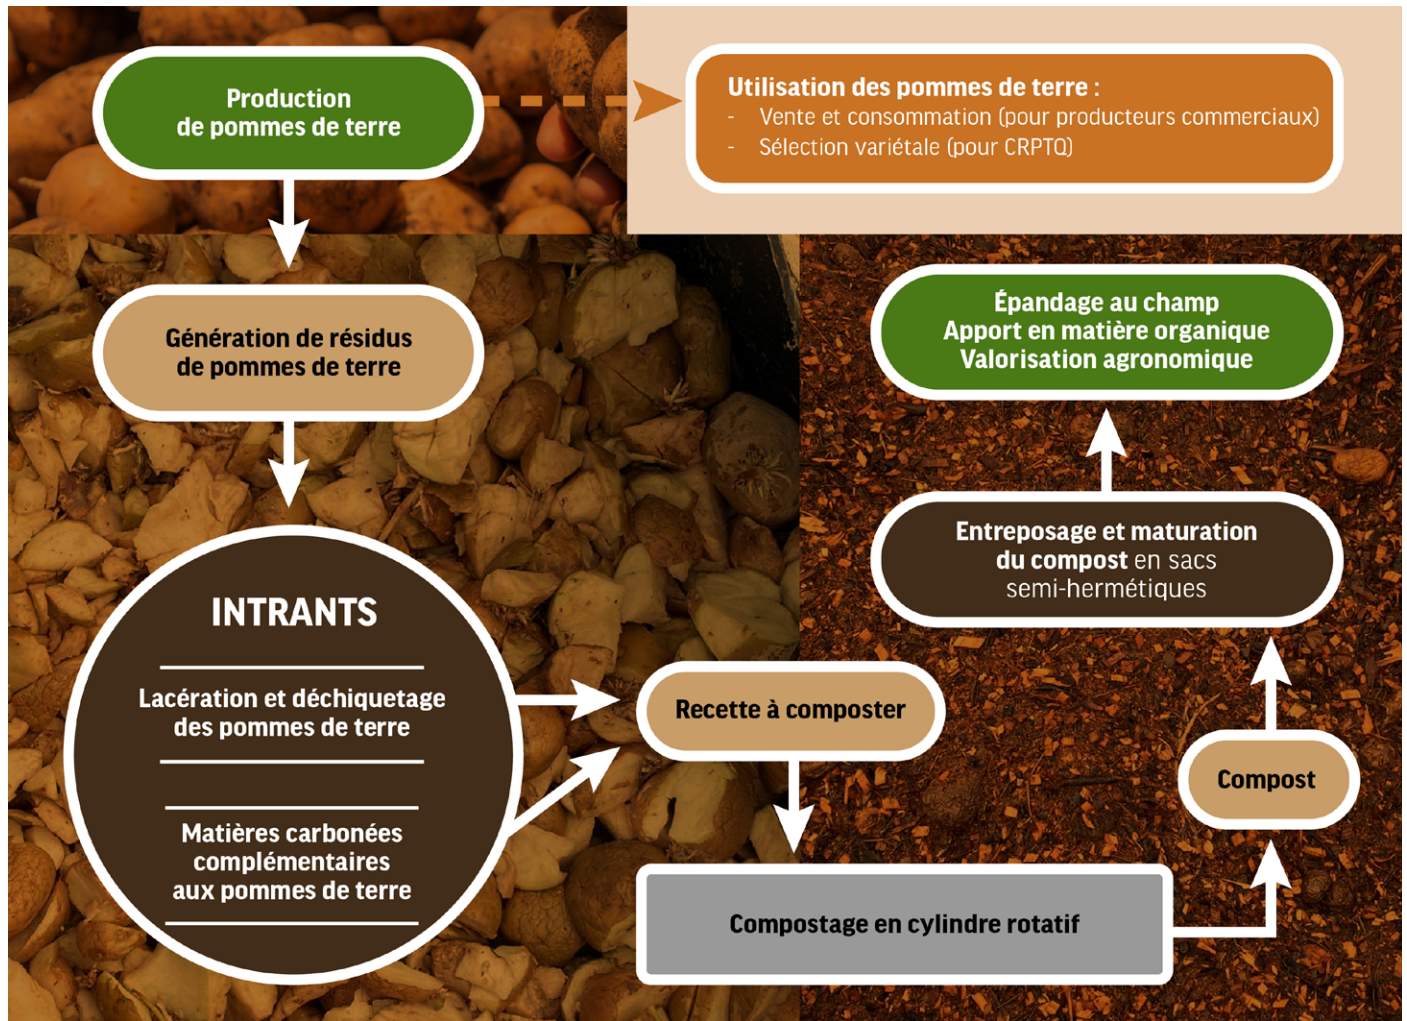 Production
de pommes de terre
Utilisation des pommes de terre :
- Vente et consommation (pour producteurs commerciaux)
- Sélection variétale (pour CRPTQ)
Génération de résidus
de pommes de terre
INTRANTS
Lacération et déchiquetage
des pommes de terre
Matières carbonées
complémentaires
aux pommes de terre
Recette à composter
Compostage en cylindre rotatif
Compost
Entreposage et maturation
du compost en sacs
semi-hermétiques
Épandage au champ
Apport en matière organique
Valorisation agronomique